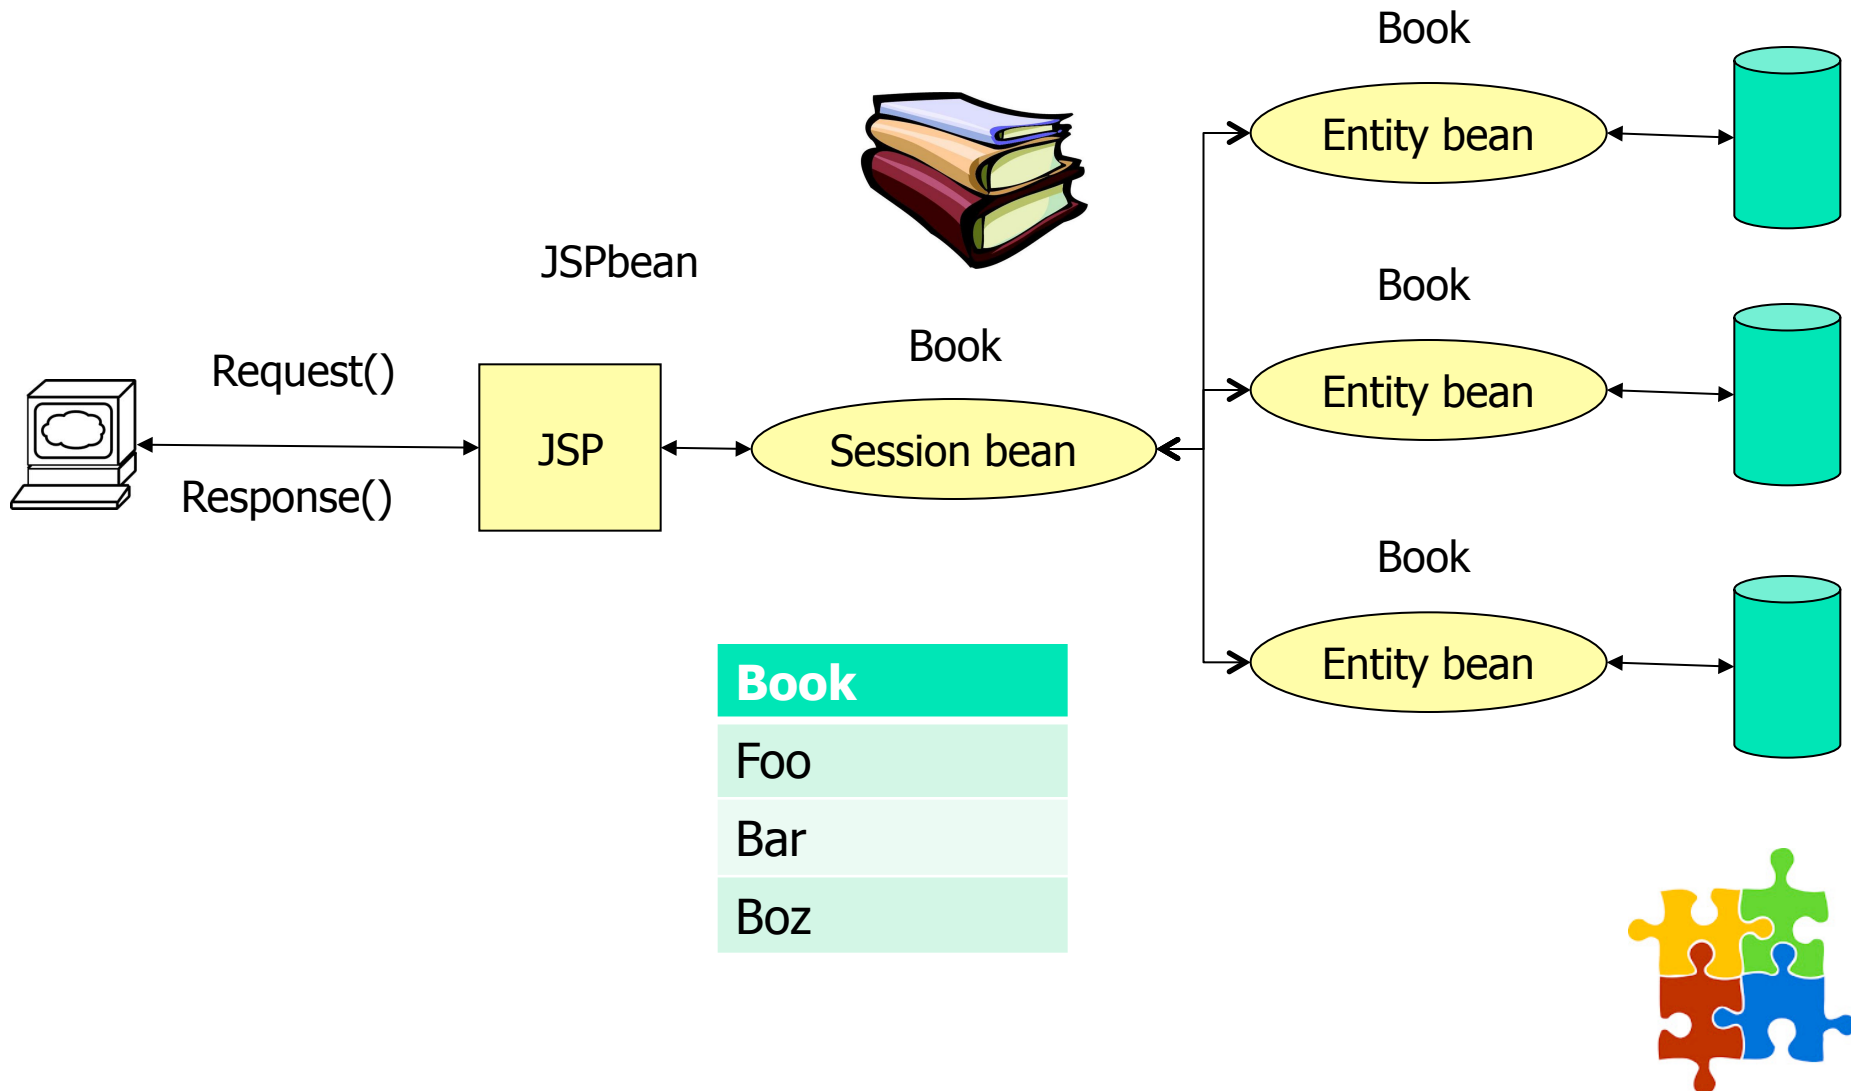 Book
Entity bean
JSPbean
Book
Entity bean
Book
Request()
JSP
Session bean
Response()
Book
Entity bean
Book
Foo
Bar
Boz